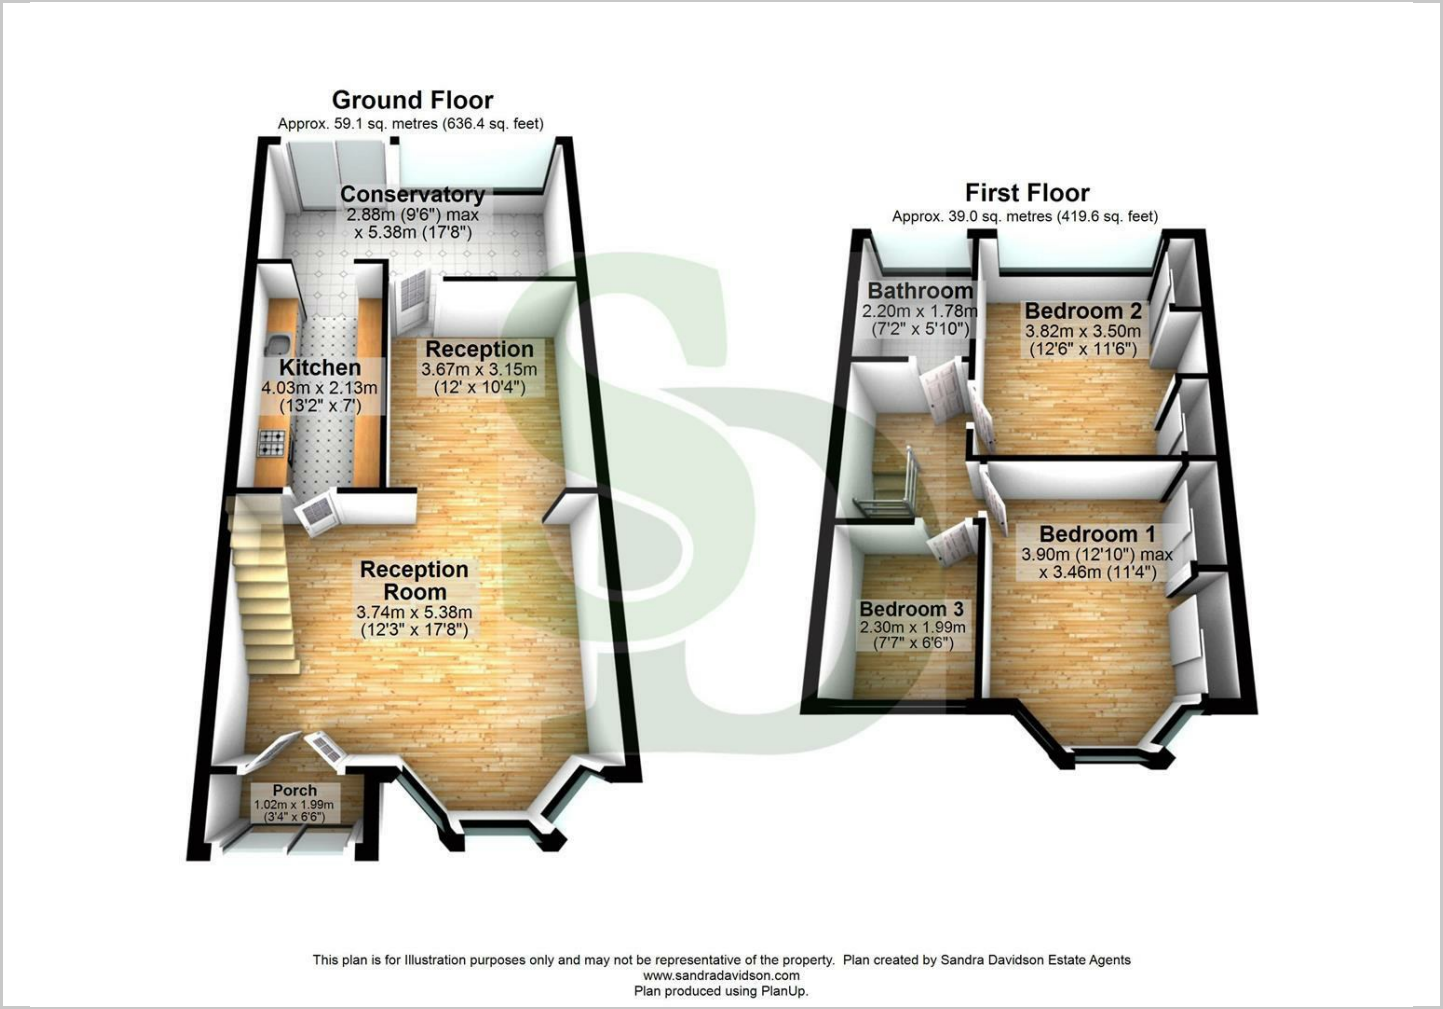 Ground Floor
Approx. 59.1 sq. metres (636.4 sq. feet)
Conservatory
2.88m (9'6") max
x 5.38m (17'8")
Kitchen
4.03m x 2.13m
(13'2" x 7')
Reception
3.67m x 3.15m
(12' x 10'4")
Reception
Room
3.74m x 5.38m
(12'3" x 17'8")
Porch
1.02m x 1.99m
(3'4" x 6'6")
First Floor
Approx. 39.0 sq. metres (419.6 sq. feet)
Bathroom
2.20m x 1.78m
(7'2" x 5'10")
Bedroom 2
3.82m x 3.50m
(12'6" x 11'6")
Bedroom 1
3.90m (12'10") max
x 3.46m (11'4")
Bedroom 3
2.30m x 1.99m
(7'7" x 6'6")
SD
This plan is for Illustration purposes only and may not be representative of the property. Plan created by Sandra Davidson Estate Agents
www.sandradavidson.com
Plan produced using PlanUp.